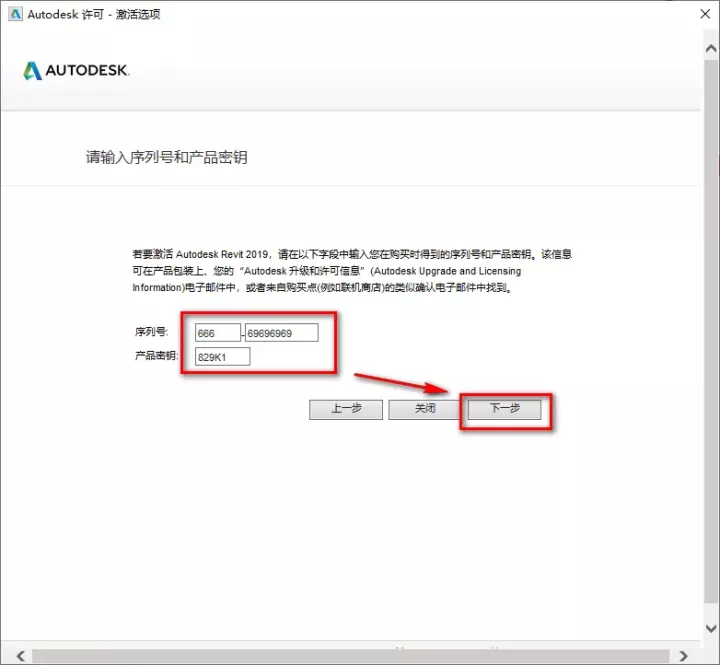 Autodesk 许可 - 激活选项
AUTODESK.
请输入序列号和产品密钥
若要激活 Autodesk Revit 2019，请在以下字段中输入您在购买时得到的序列号和产品密钥。该信息
可在产品包装上、您的“Autodesk 升级和许可信息”(Autodesk Upgrade and Licensing
Information)电子邮件中，或者来自购买点(例如联机商店)的类似确认电子邮件中找到。
序列号: 666 - 69696969
产品密钥: 829K1
上一步 关闭 下一步